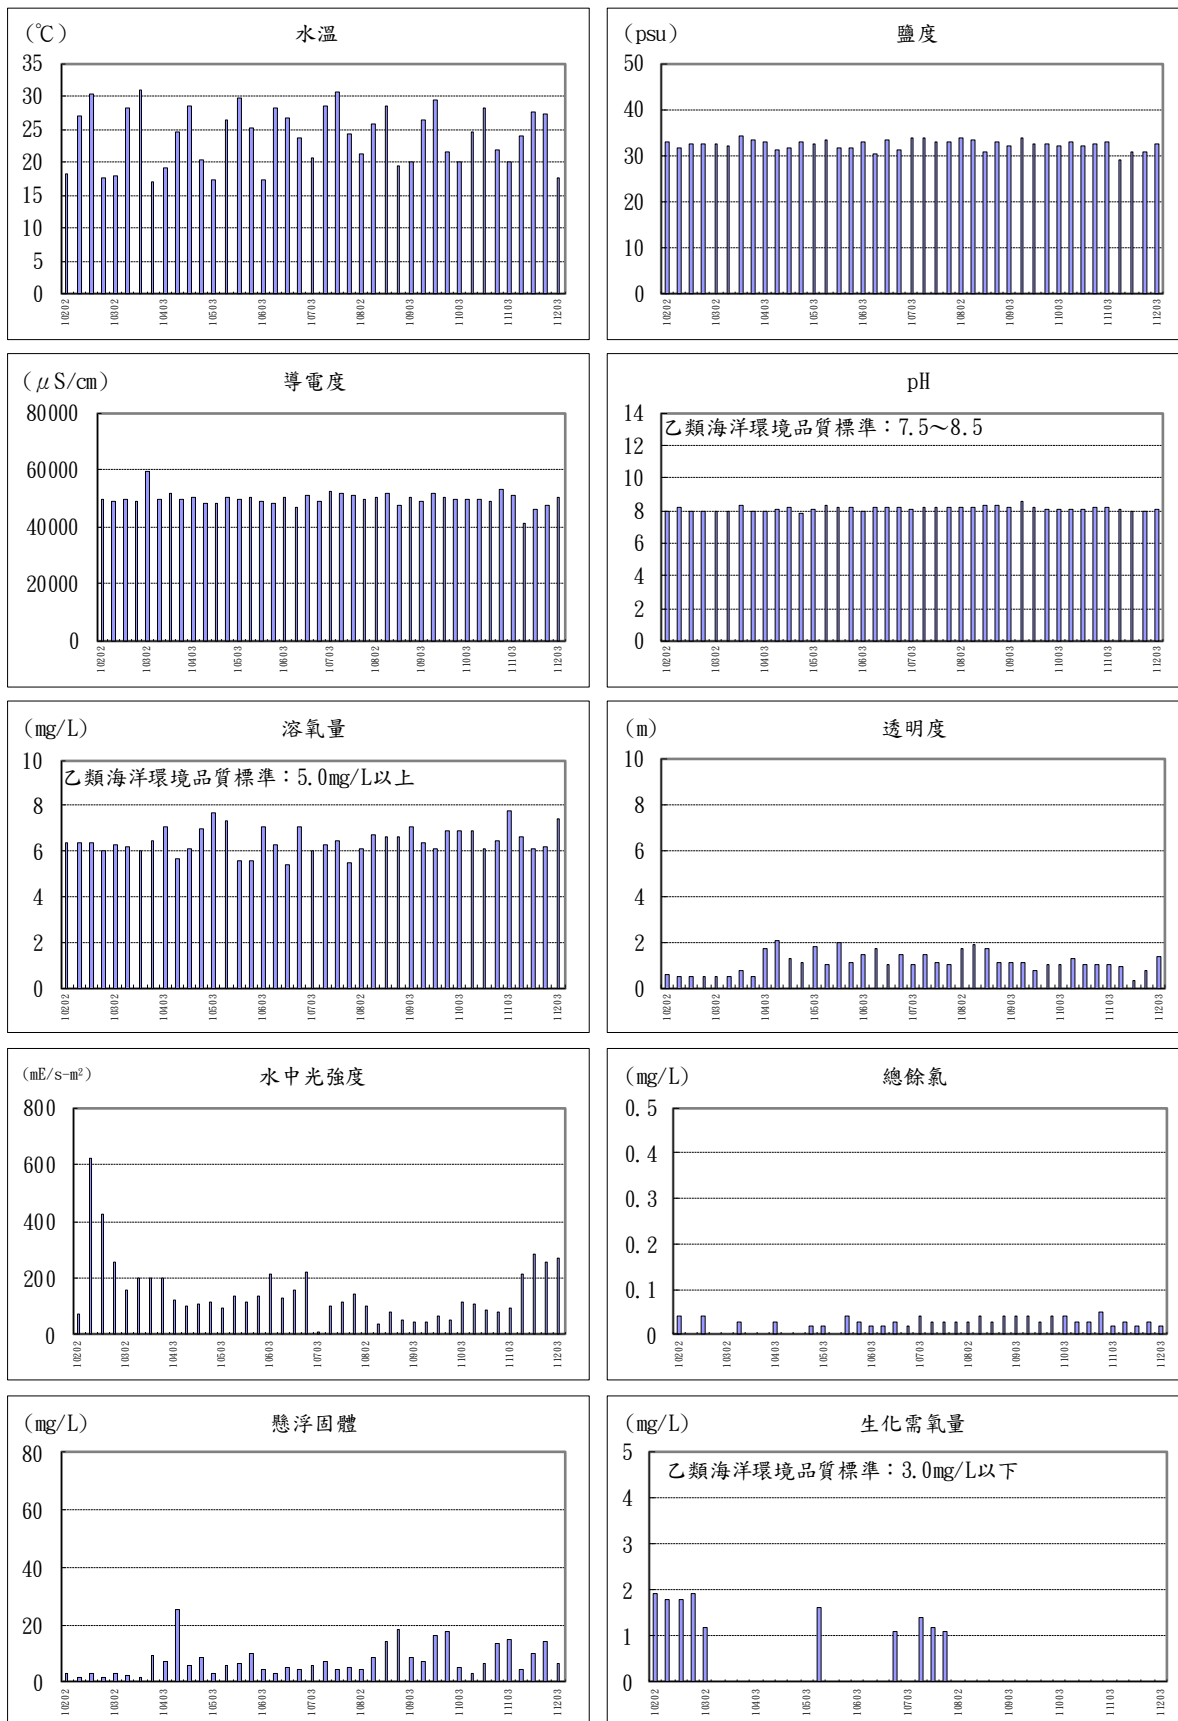 (℃) 水溫
35
30
25
20
15
10
5
0
10202 10302 10403 10503 10603 10703 10802 10903 11003 11103 11203
(psu) 鹽度
50
40
30
20
10
0
10202 10302 10403 10503 10603 10703 10802 10903 11003 11103 11203
(μS/cm) 導電度
80000
60000
40000
20000
0
10202 10302 10403 10503 10603 10703 10802 10903 11003 11103 11203
pH
14
乙類海洋環境品質標準：7.5～8.5
12
10
8
6
4
2
0
10202 10302 10403 10503 10603 10703 10802 10903 11003 11103 11203
(mg/L) 溶氧量
10
乙類海洋環境品質標準：5.0mg/L以上
8
6
4
2
0
10202 10302 10403 10503 10603 10703 10802 10903 11003 11103 11203
(m) 透明度
10
8
6
4
2
0
10202 10302 10403 10503 10603 10703 10802 10903 11003 11103 11203
(mE/s-m²) 水中光強度
800
600
400
200
0
10202 10302 10403 10503 10603 10703 10802 10903 11003 11103 11203
(mg/L) 總餘氯
0.5
0.4
0.3
0.2
0.1
0
10202 10302 10403 10503 10603 10703 10802 10903 11003 11103 11203
(mg/L) 懸浮固體
80
60
40
20
0
10202 10302 10403 10503 10603 10703 10802 10903 11003 11103 11203
(mg/L) 生化需氧量
5
乙類海洋環境品質標準：3.0mg/L以下
4
3
2
1
0
10202 10302 10403 10503 10603 10703 10802 10903 11003 11103 11203